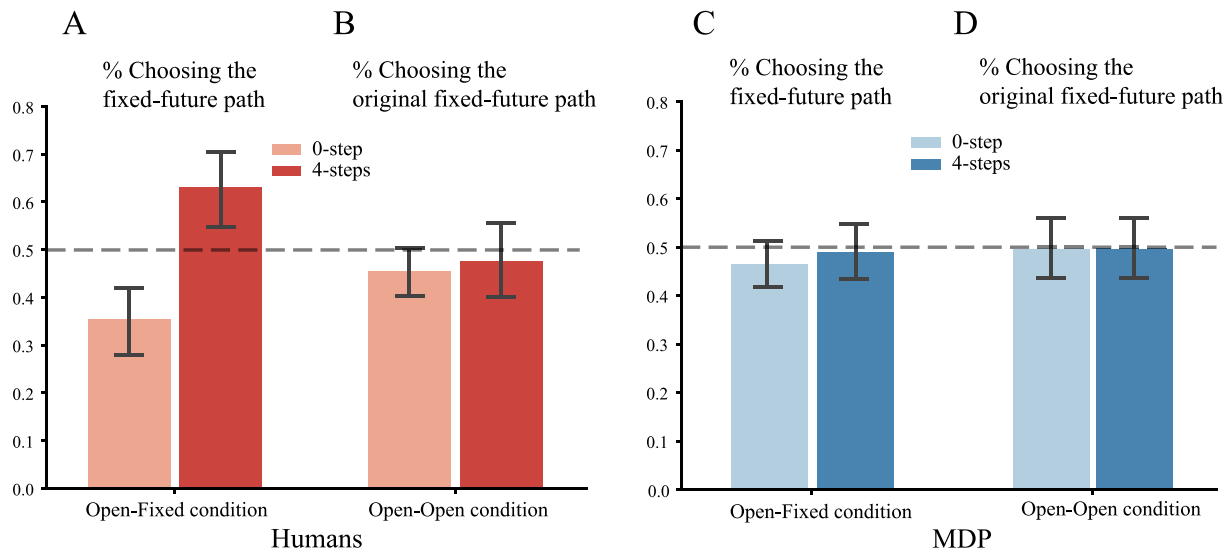 A
B
% Choosing the
fixed-future path
% Choosing the
original fixed-future path
0.8
0.7
0.6
0.5
0.4
0.3
0.2
0.1
0.0
0-step
4-steps
Open-Fixed condition
Open-Open condition
Humans
C
D
% Choosing the
fixed-future path
% Choosing the
original fixed-future path
0.8
0.7
0.6
0.5
0.4
0.3
0.2
0.1
0.0
0-step
4-steps
Open-Fixed condition
Open-Open condition
MDP